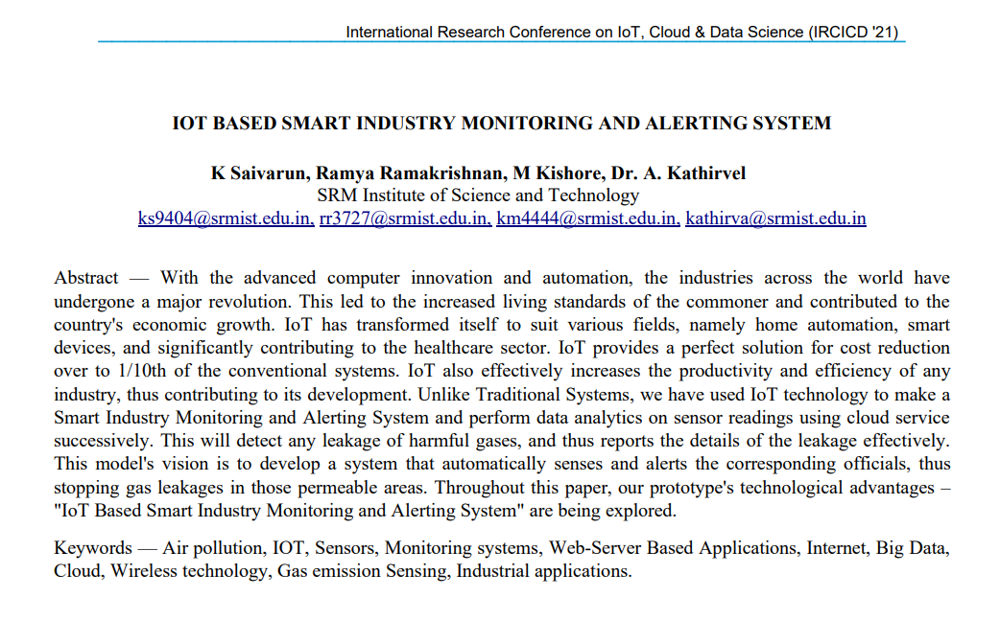 International Research Conference on IoT, Cloud & Data Science (IRCICD '21)
IOT BASED SMART INDUSTRY MONITORING AND ALERTING SYSTEM
K Saivarun, Ramya Ramakrishnan, M Kishore, Dr. A. Kathirvel
SRM Institute of Science and Technology
ks9404@srmist.edu.in, rr3727@srmist.edu.in, km4444@srmist.edu.in, kathirva@srmist.edu.in
Abstract — With the advanced computer innovation and automation, the industries across the world have
undergone a major revolution. This led to the increased living standards of the commoner and contributed to the
country's economic growth. IoT has transformed itself to suit various fields, namely home automation, smart
devices, and significantly contributing to the healthcare sector. IoT provides a perfect solution for cost reduction
over to 1/10th of the conventional systems. IoT also effectively increases the productivity and efficiency of any
industry, thus contributing to its development. Unlike Traditional Systems, we have used IoT technology to make a
Smart Industry Monitoring and Alerting System and perform data analytics on sensor readings using cloud service
successively. This will detect any leakage of harmful gases, and thus reports the details of the leakage effectively.
This model's vision is to develop a system that automatically senses and alerts the corresponding officials, thus
stopping gas leakages in those permeable areas. Throughout this paper, our prototype's technological advantages –
"IoT Based Smart Industry Monitoring and Alerting System" are being explored.
Keywords — Air pollution, IOT, Sensors, Monitoring systems, Web-Server Based Applications, Internet, Big Data,
Cloud, Wireless technology, Gas emission Sensing, Industrial applications.